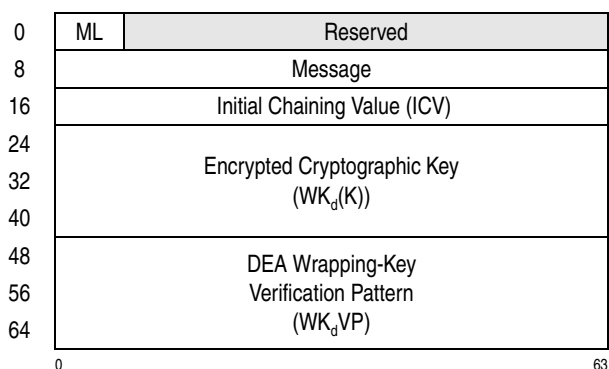 0 ML Reserved
8 Message
16 Initial Chaining Value (ICV)
24
32 Encrypted Cryptographic Key
(WKd(K))
40
48 DEA Wrapping-Key
56 Verification Pattern
64 (WKdVP)
0 63